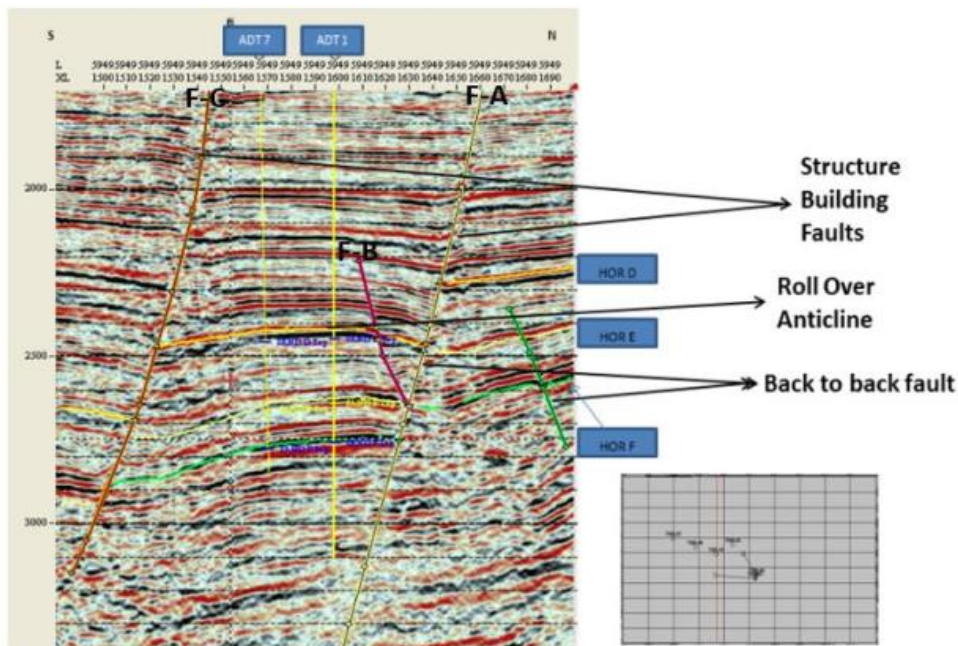 S
N
ADT 7
ADT 1
L 5949 5949 5949 5949 5949 5949 5949 5949 5949 5949 5949 5949 5949 5949 5949 5949 5949 5949 5949 5949
XL 1500 1510 1520 1530 1540 1550 1560 1570 1580 1590 1600 1610 1620 1630 1640 1650 1660 1670 1680 1690
F-C
F-A
F-B
2000
2500
3000
Structure
Building
Faults
HOR D
Roll Over
Anticline
HOR E
Back to back fault
HOR F